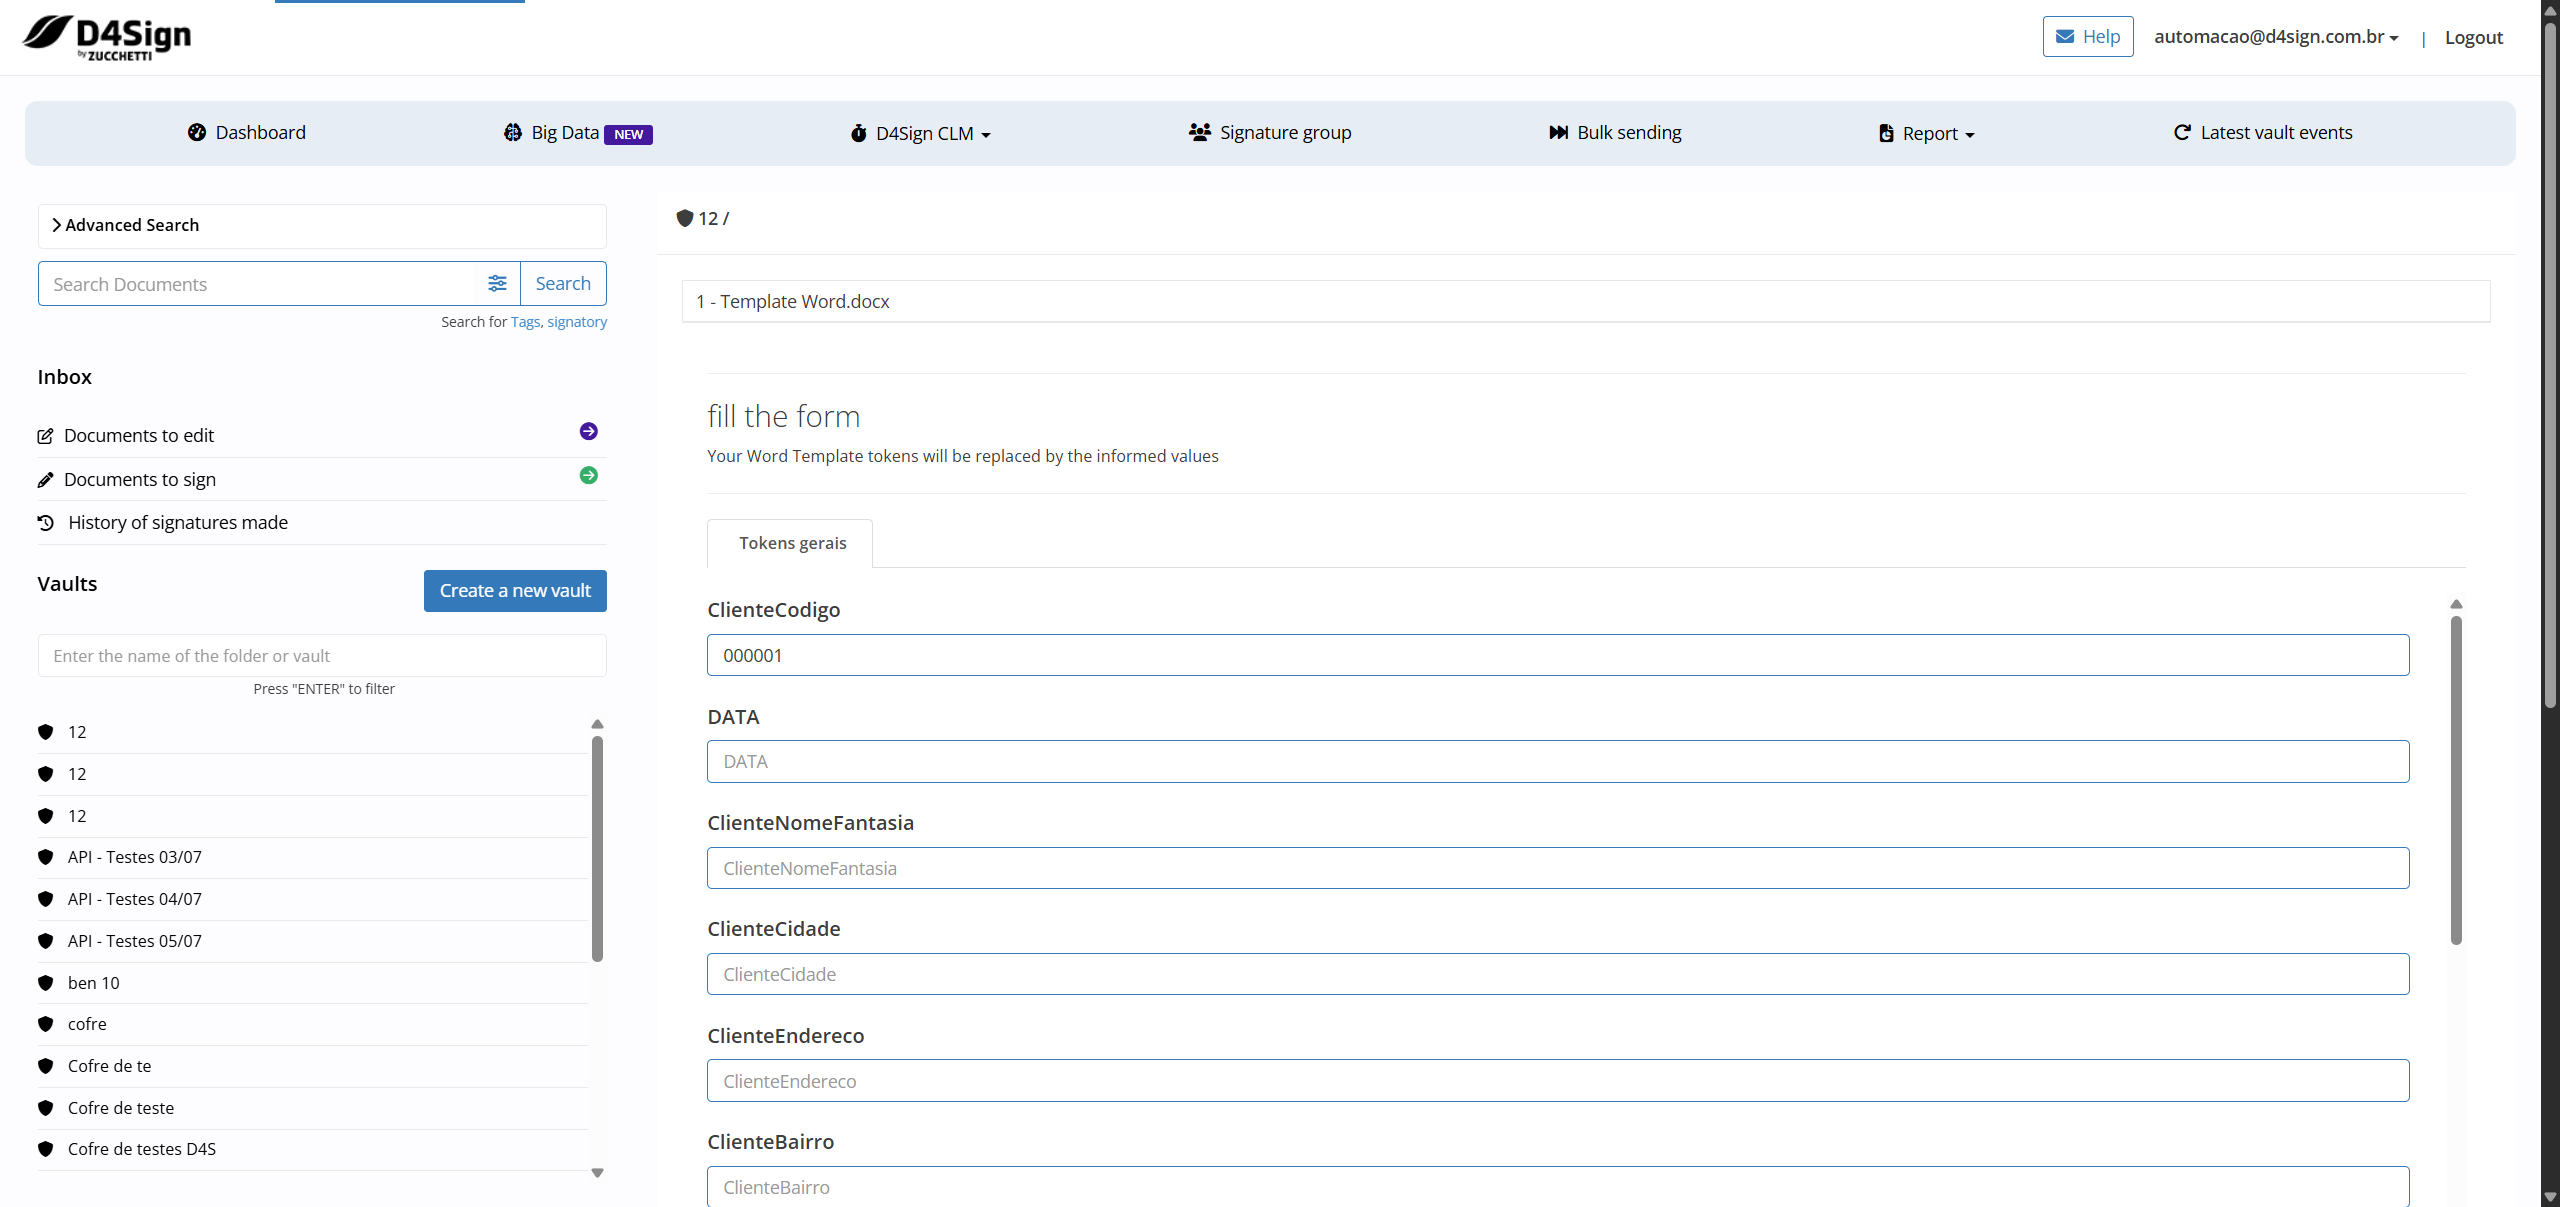 D4Sign
by ZUCCHETTI
Help
automacao@d4sign.com.br
|
Logout
Dashboard
Big Data NEW
D4Sign CLM
Signature group
Bulk sending
Report
Latest vault events
Advanced Search
Search Documents
Search
Search for Tags, signatory
Inbox
Documents to edit
Documents to sign
History of signatures made
Vaults
Create a new vault
Enter the name of the folder or vault
Press "ENTER" to filter
12
12
12
API - Testes 03/07
API - Testes 04/07
API - Testes 05/07
ben 10
cofre
Cofre de te
Cofre de teste
Cofre de testes D4S
12 /
1 - Template Word.docx
fill the form
Your Word Template tokens will be replaced by the informed values
Tokens gerais
ClienteCodigo
000001
DATA
DATA
ClienteNomeFantasia
ClienteNomeFantasia
ClienteCidade
ClienteCidade
ClienteEndereco
ClienteEndereco
ClienteBairro
ClienteBairro